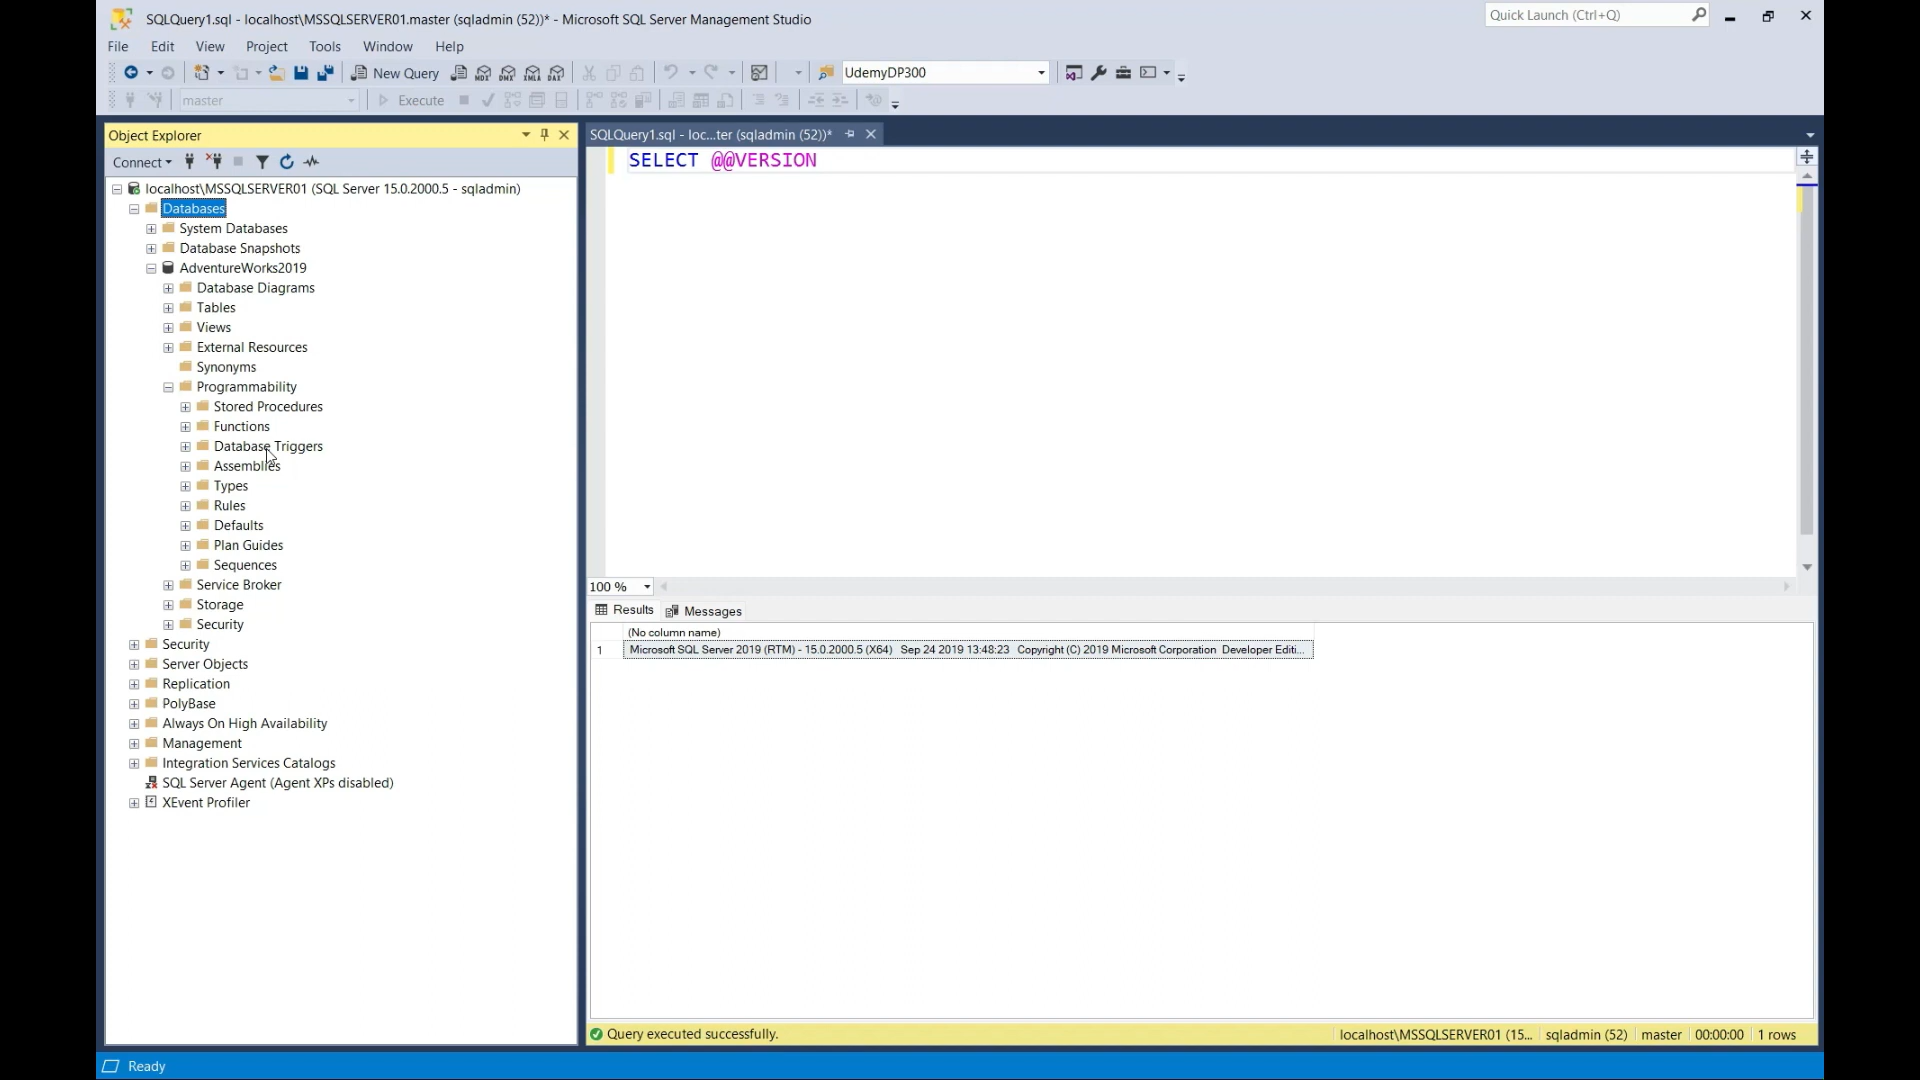 SQLQuery1.sql - localhost\MSSQLSERVER01.master (sqladmin (52))* - Microsoft SQL Server Management Studio
Quick Launch (Ctrl+Q)
File Edit View Project Tools Window Help
New Query
MDX DMX XMLA DAX
UdemyDP300
master
Execute
Object Explorer
SQLQuery1.sql - loc...ter (sqladmin (52))*
Connect
SELECT @@VERSION
localhost\MSSQLSERVER01 (SQL Server 15.0.2000.5 - sqladmin)
Databases
System Databases
Database Snapshots
AdventureWorks2019
Database Diagrams
Tables
Views
External Resources
Synonyms
Programmability
Stored Procedures
Functions
Database Triggers
Assemblies
Types
Rules
Defaults
Plan Guides
Sequences
Service Broker
Storage
Security
Security
Server Objects
Replication
PolyBase
Always On High Availability
Management
Integration Services Catalogs
SQL Server Agent (Agent XPs disabled)
XEvent Profiler
100 %
Results Messages
(No column name)
1 Microsoft SQL Server 2019 (RTM) - 15.0.2000.5 (X64) Sep 24 2019 13:48:23 Copyright (C) 2019 Microsoft Corporation Developer Editi...
Query executed successfully.
localhost\MSSQLSERVER01 (15... sqladmin (52) master 00:00:00 1 rows
Ready